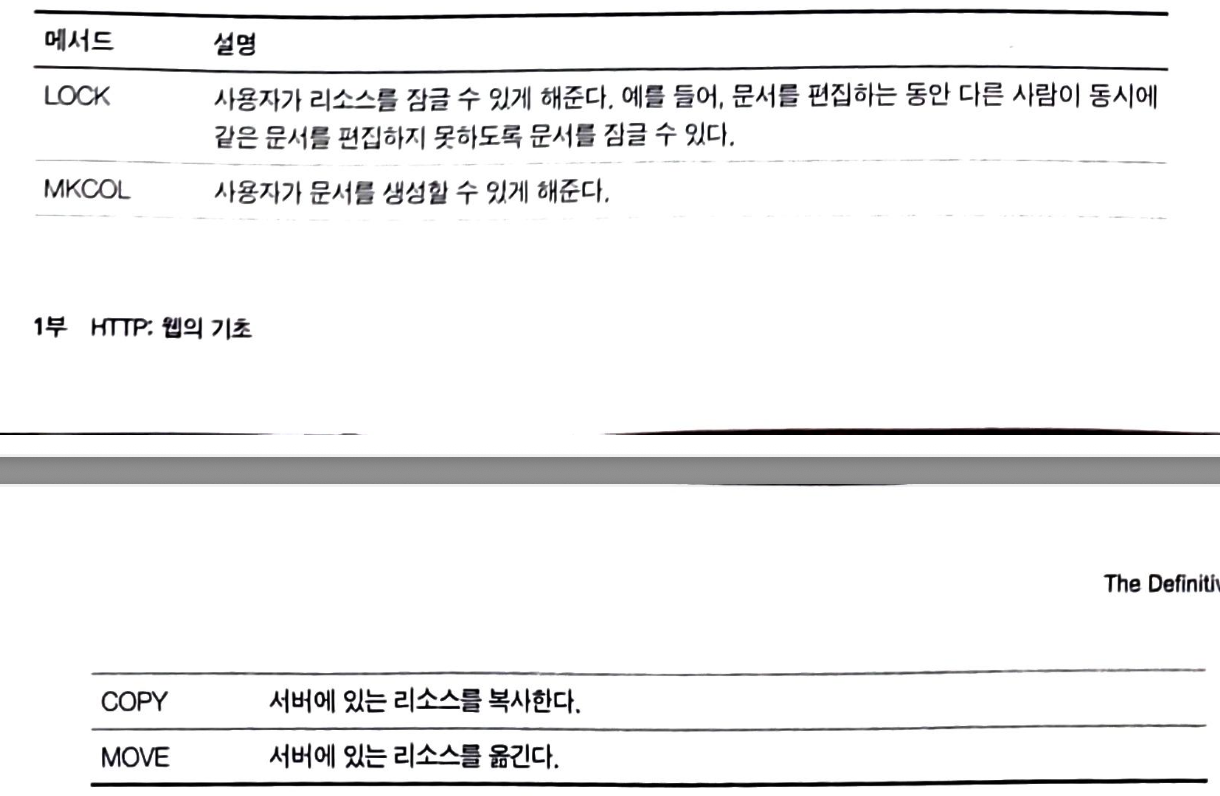 메서드 설명
LOCK 사용자가 리소스를 잠글 수 있게 해준다. 예를 들어, 문서를 편집하는 동안 다른 사람이 동시에
같은 문서를 편집하지 못하도록 문서를 잠글 수 있다.
MKCOL 사용자가 문서를 생성할 수 있게 해준다.
1부 HTTP: 웹의 기초
The
COPY 서버에 있는 리소스를 복사한다.
MOVE 서버에 있는 리소스를 옮긴다.